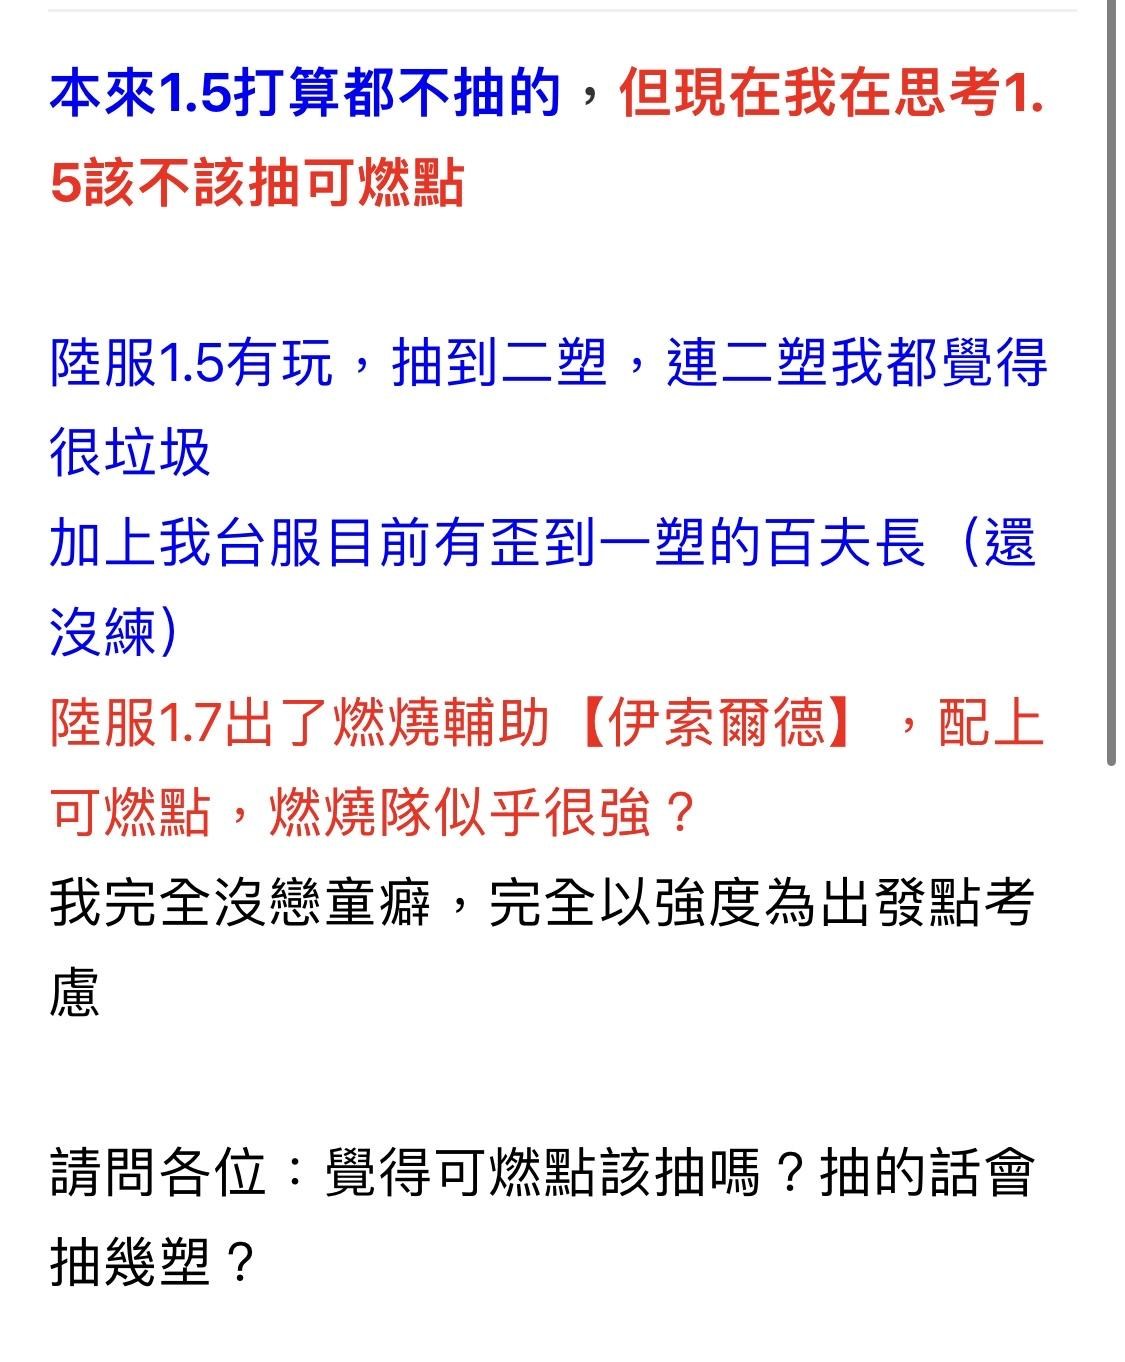 本來1.5打算都不抽的，但現在我在思考1.
5該不該抽可燃點
陸服1.5有玩，抽到二塑，連二塑我都覺得
很垃圾
加上我台服目前有歪到一塑的百夫長（還
沒練）
陸服1.7出了燃燒輔助【伊索爾德】，配上
可燃點，燃燒隊似乎很強？
我完全沒戀童癖，完全以強度為出發點考
慮
請問各位：覺得可燃點該抽嗎？抽的話會
抽幾塑？